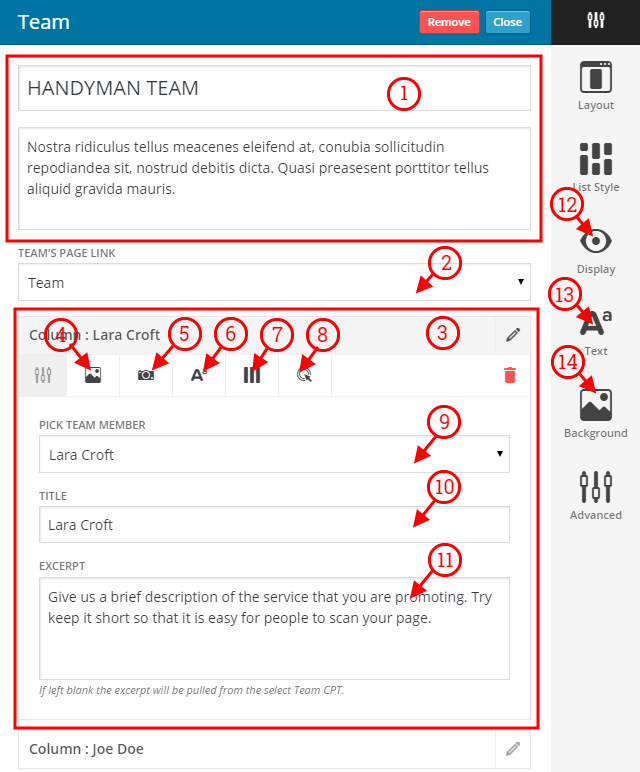 Team
Remove
Close
HANDYMAN TEAM
1
Nostra ridiculus tellus meacenes eleifend at, conubia sollicitudin
repodiandea sit, nostrud debitis dicta. Quasi preasesent porttitor tellus
aliquid gravida mauris.
TEAM'S PAGE LINK
2
Team
Column : Lara Croft
3
4
5
6
7
8
PICK TEAM MEMBER
9
Lara Croft
TITLE
10
Lara Croft
EXCERPT
11
Give us a brief description of the service that you are promoting. Try
keep it short so that it is easy for people to scan your page.
If left blank the excerpt will be pulled from the select Team CPT.
Column : Joe Doe
Layout
List Style
12
Display
13
Aa
Text
14
Background
Advanced